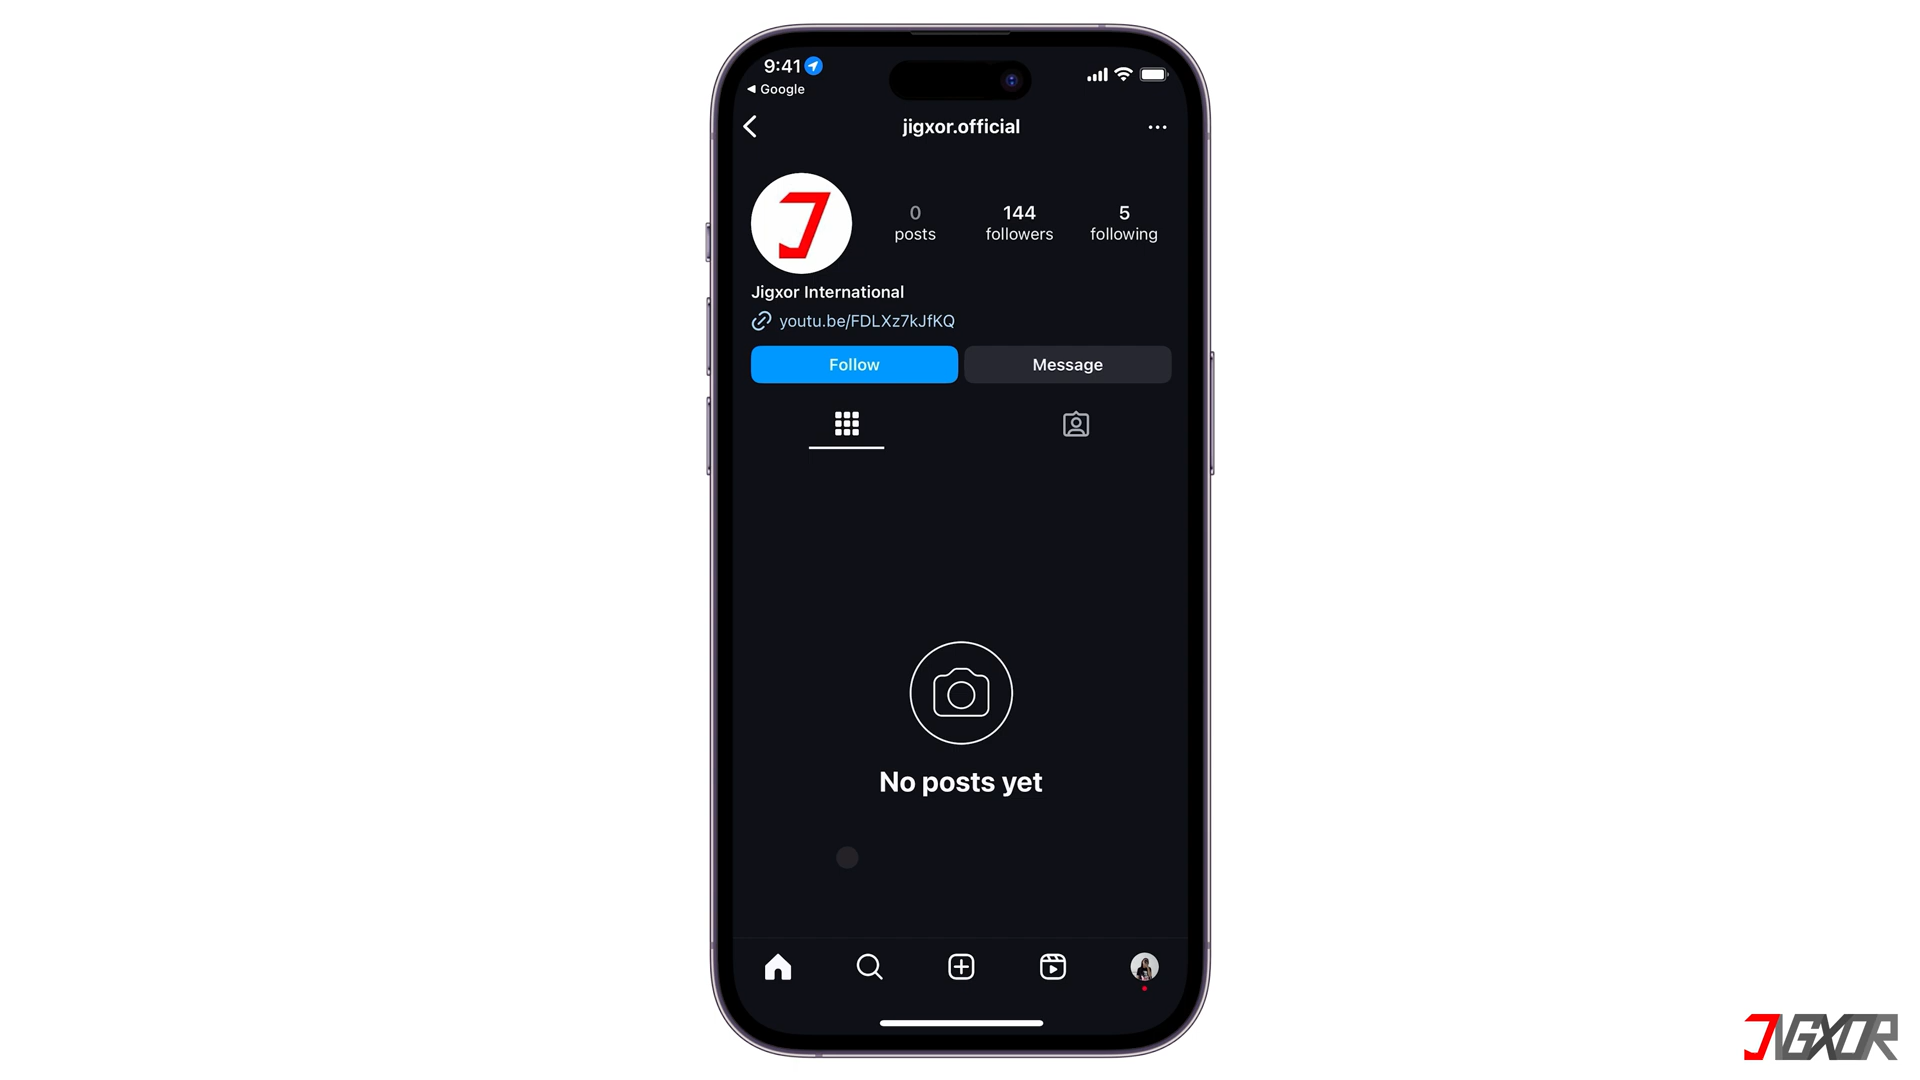 9:41
◀ Google
jigxor.official
0 posts
144 followers
5 following
Jigxor International
youtu.be/FDLXz7kJfKQ
Follow
Message
No posts yet
JIGXOR